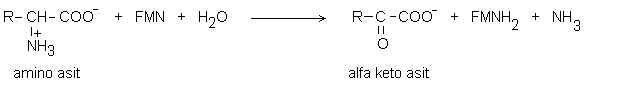 R–CH–COO⁻ + FMN + H₂O ⟶ R–C–COO⁻ + FMNH₂ + NH₃
+
NH₃ O
amino asit alfa keto asit